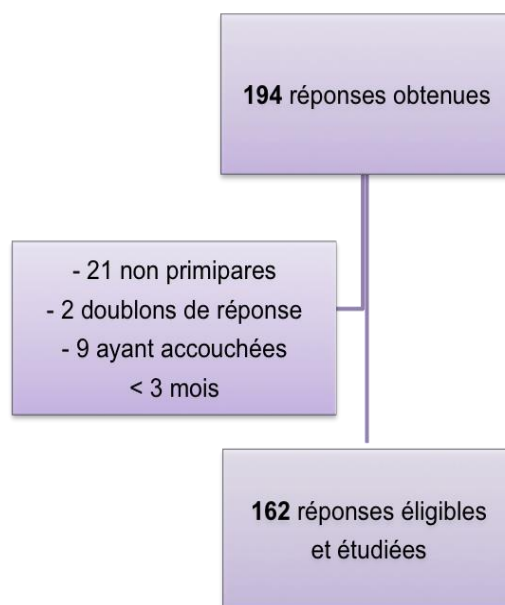 194 réponses obtenues
- 21 non primipares
- 2 doublons de réponse
- 9 ayant accouchées
< 3 mois
162 réponses éligibles
et étudiées